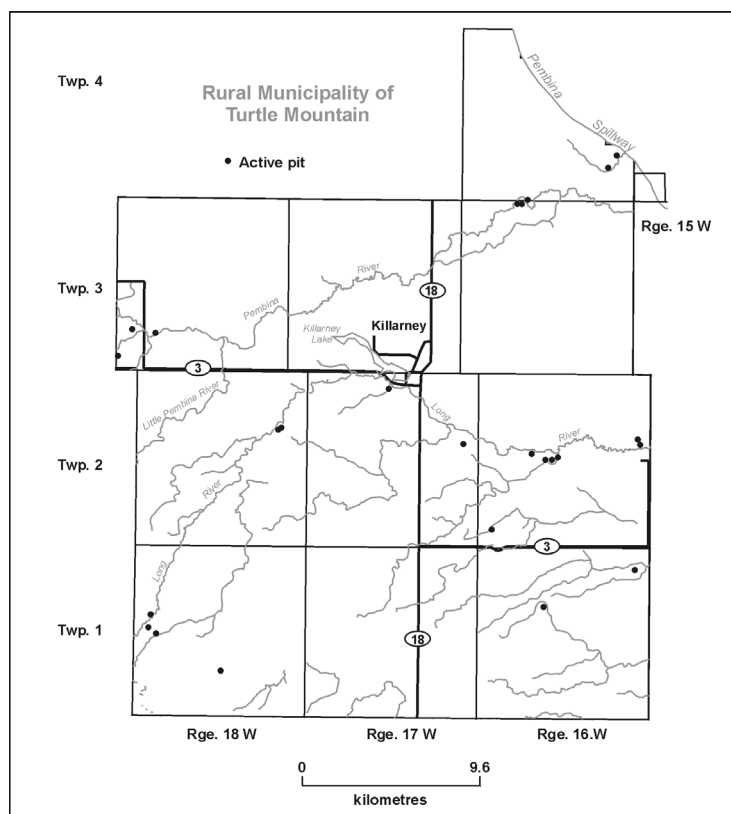 Twp. 4
Pembina
Spillway
Rural Municipality of
Turtle Mountain
Active pit
Rge. 15 W
Twp. 3
River
18
Pembina
Killarney
Lake
Killarney
3
Little Pembina River
Long
River
Twp. 2
River
3
Long
Twp. 1
18
Rge. 18 W
Rge. 17 W
Rge. 16.W
0
9.6
kilometres